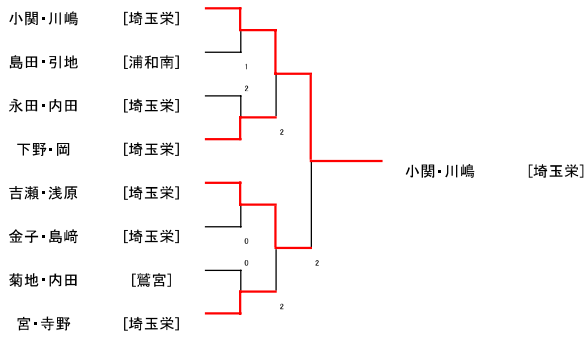 小関・川嶋 [埼玉栄]
島田・引地 [浦和南]
1
2
永田・内田 [埼玉栄]
2
下野・岡 [埼玉栄]
小関・川嶋 [埼玉栄]
吉瀬・浅原 [埼玉栄]
金子・島﨑 [埼玉栄]
0
0
2
菊地・内田 [鷲宮]
2
宮・寺野 [埼玉栄]